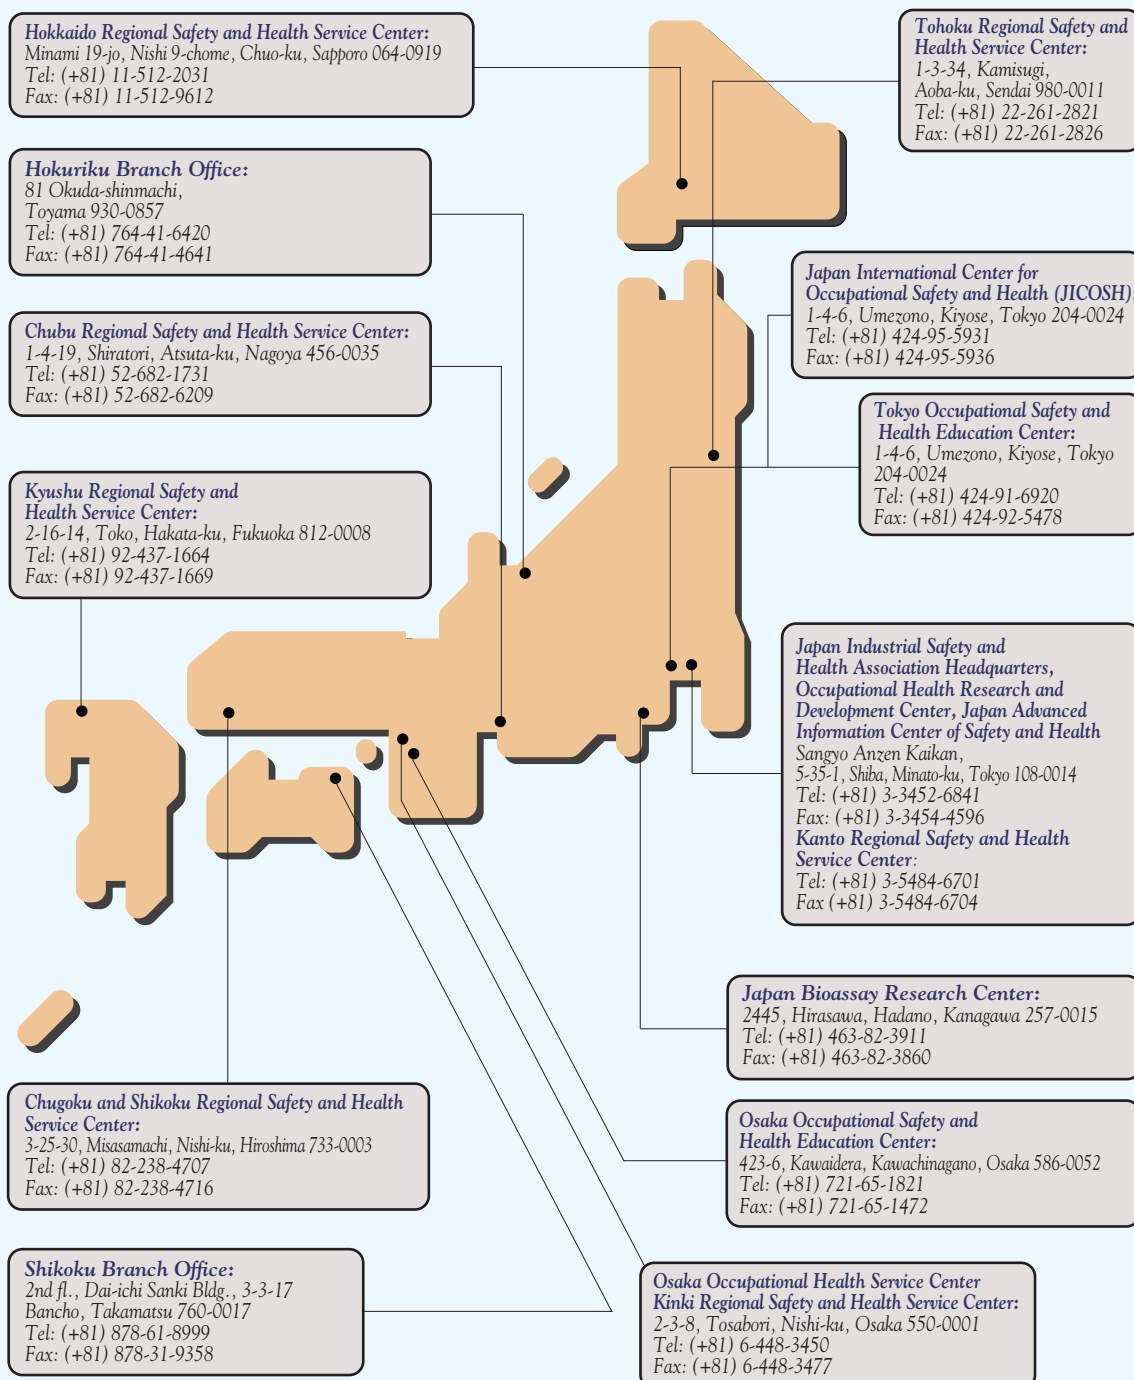 Hokkaido Regional Safety and Health Service Center:
Minami 19-jo, Nishi 9-chome, Chuo-ku, Sapporo 064-0919
Tel: (+81) 11-512-2031
Fax: (+81) 11-512-9612
Tohoku Regional Safety and
Health Service Center:
1-3-34, Kamisugi,
Aoba-ku, Sendai 980-0011
Tel: (+81) 22-261-2821
Fax: (+81) 22-261-2826
Hokuriku Branch Office:
81 Okuda-shinmachi,
Toyama 930-0857
Tel: (+81) 764-41-6420
Fax: (+81) 764-41-4641
Japan International Center for
Occupational Safety and Health (JICOSH):
1-4-6, Umezono, Kiyose, Tokyo 204-0024
Tel: (+81) 424-95-5931
Fax: (+81) 424-95-5936
Chubu Regional Safety and Health Service Center:
1-4-19, Shiratori, Atsuta-ku, Nagoya 456-0035
Tel: (+81) 52-682-1731
Fax: (+81) 52-682-6209
Tokyo Occupational Safety and
Health Education Center:
1-4-6, Umezono, Kiyose, Tokyo
204-0024
Tel: (+81) 424-91-6920
Fax: (+81) 424-92-5478
Kyushu Regional Safety and
Health Service Center:
2-16-14, Toko, Hakata-ku, Fukuoka 812-0008
Tel: (+81) 92-437-1664
Fax: (+81) 92-437-1669
Japan Industrial Safety and
Health Association Headquarters,
Occupational Health Research and
Development Center, Japan Advanced
Information Center of Safety and Health
Sangyo Anzen Kaikan,
5-35-1, Shiba, Minato-ku, Tokyo 108-0014
Tel: (+81) 3-3452-6841
Fax: (+81) 3-3454-4596
Kanto Regional Safety and Health
Service Center:
Tel: (+81) 3-5484-6701
Fax (+81) 3-5484-6704
Japan Bioassay Research Center:
2445, Hirasawa, Hadano, Kanagawa 257-0015
Tel: (+81) 463-82-3911
Fax: (+81) 463-82-3860
Chugoku and Shikoku Regional Safety and Health
Service Center:
3-25-30, Misasamachi, Nishi-ku, Hiroshima 733-0003
Tel: (+81) 82-238-4707
Fax: (+81) 82-238-4716
Osaka Occupational Safety and
Health Education Center:
423-6, Kawaidera, Kawachinagano, Osaka 586-0052
Tel: (+81) 721-65-1821
Fax: (+81) 721-65-1472
Shikoku Branch Office:
2nd fl., Dai-ichi Sanki Bldg., 3-3-17
Bancho, Takamatsu 760-0017
Tel: (+81) 878-61-8999
Fax: (+81) 878-31-9358
Osaka Occupational Health Service Center
Kinki Regional Safety and Health Service Center:
2-3-8, Tosabori, Nishi-ku, Osaka 550-0001
Tel: (+81) 6-448-3450
Fax: (+81) 6-448-3477